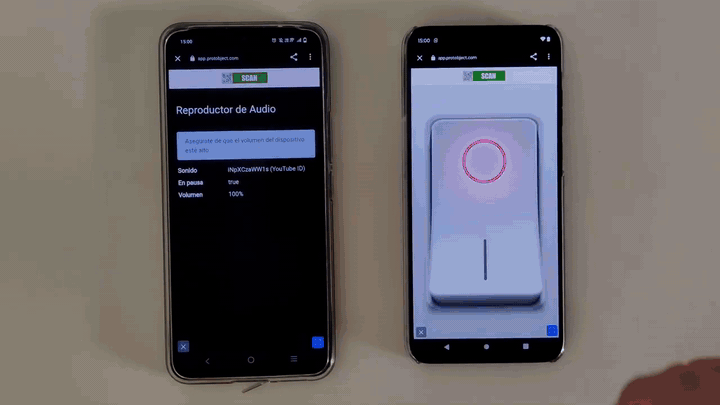 15:00
app.protobject.com
SCAN
Reproductor de Audio
Asegúrate de que el volumen del dispositivo
esté alto
Sonido iNpXCzaWW1s (YouTube ID)
En pausa true
Volumen 100%
15:00
app.protobject.com
SCAN